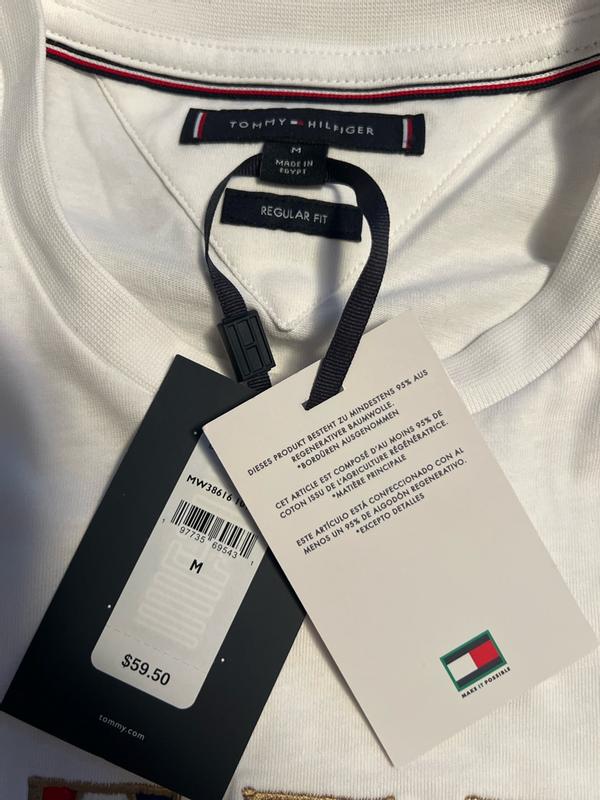 TOMMY HILFIGER
M
MADE IN
EGYPT
REGULAR FIT
DIESES PRODUKT BESTEHT ZU MINDESTENS 95% AUS
REGENERATIVER BAUMWOLLE.
*BORDÜREN AUSGENOMMEN
CET ARTICLE EST COMPOSÉ D'AU MOINS 95% DE
COTON ISSU DE L'AGRICULTURE RÉGÉNÉRATRICE.
*MATIÈRE PRINCIPALE
ESTE ARTÍCULO ESTÁ CONFECCIONADO CON AL
MENOS UN 95% DE ALGODÓN REGENERATIVO.
*EXCEPTO DETALLES
MAKE IT POSSIBLE
MW38616
1 97735 69543 1
M
$59.50
tommy.com